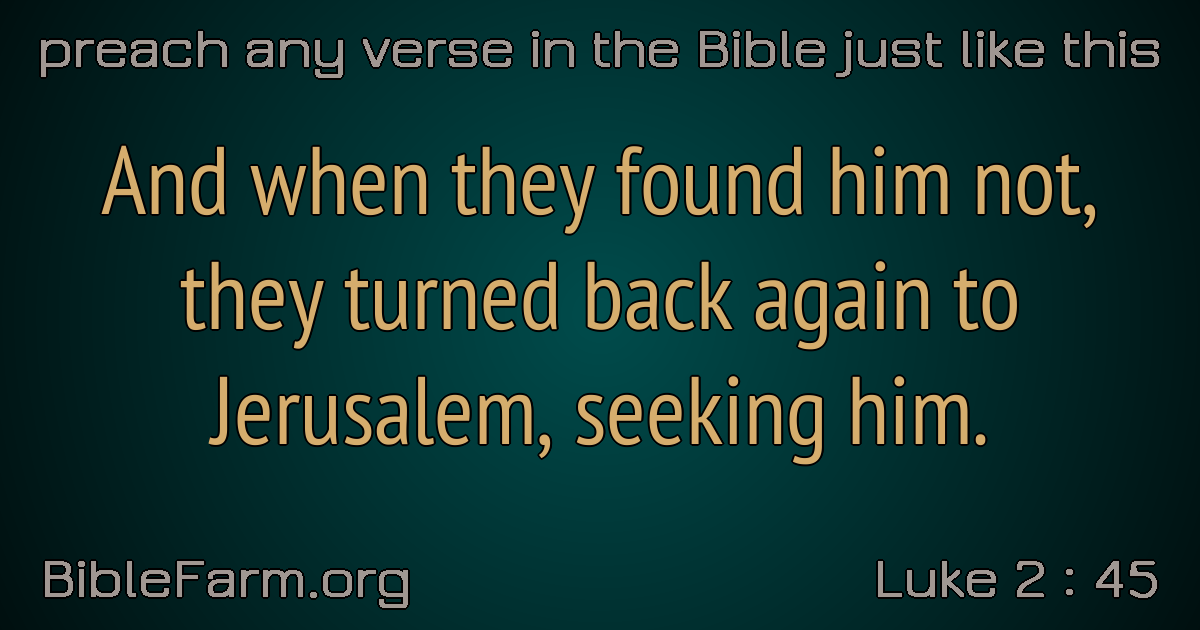 preach any verse in the Bible just like this
And when they found him not,
they turned back again to
Jerusalem, seeking him.
BibleFarm.org
Luke 2 : 45